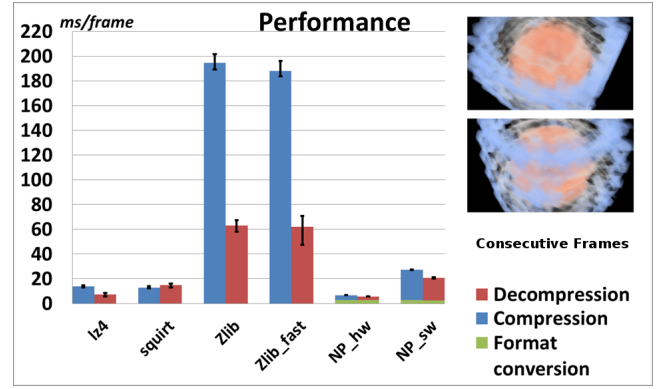 ms/frame
Performance
220
200
180
160
140
120
100
80
60
40
20
0
lz4
squirt
Zlib
Zlib_fast
NP_hw
NP_sw
Consecutive Frames
Decompression
Compression
Format
conversion